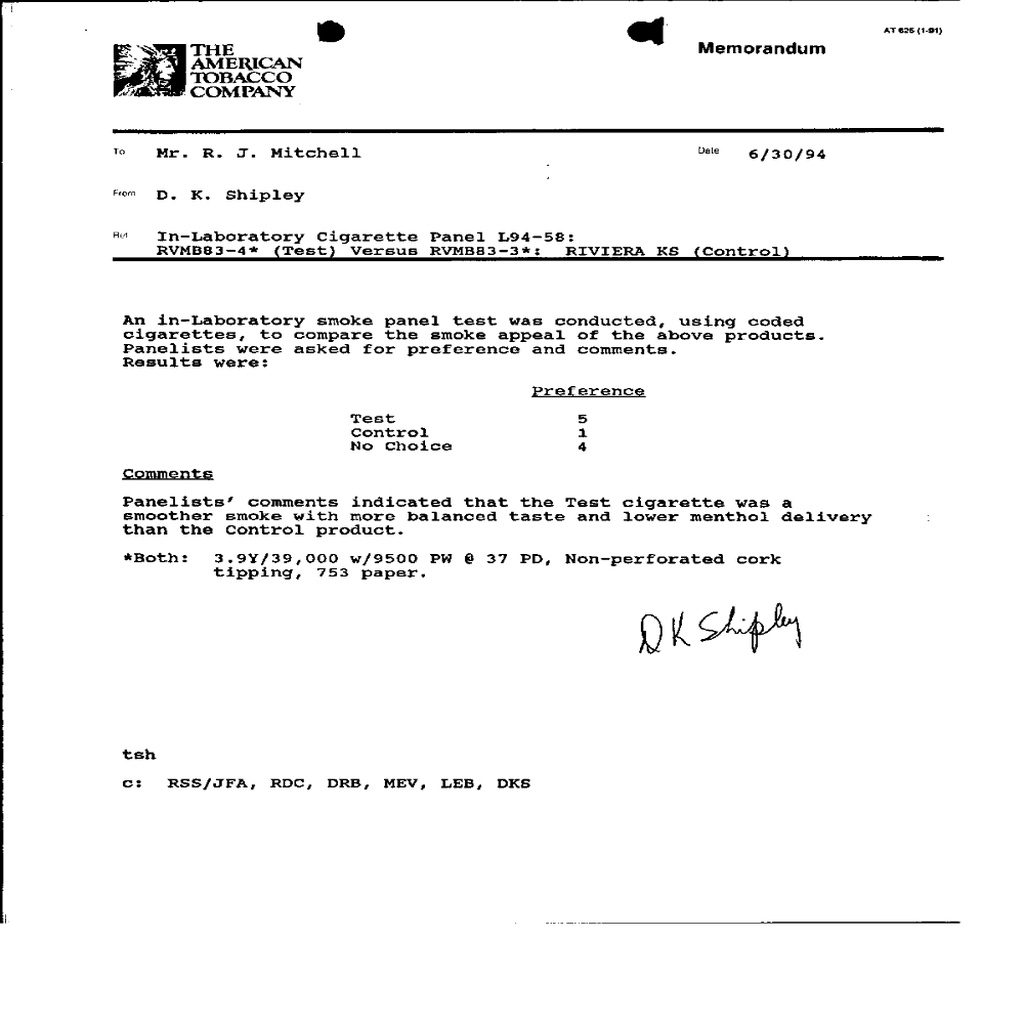 AT 625 (1-91)
THE
AMERICAN
TOBACCO
COMPANY
Memorandum
To Mr. R. J. Mitchell Date 6/30/94
From D. K. Shipley
Ref In-Laboratory Cigarette Panel L94-58:
RVMB83-4* (Test) Versus RVMB83-3*: RIVIERA KS (Control)
An in-Laboratory smoke panel test was conducted, using coded
cigarettes, to compare the smoke appeal of the above products.
Panelists were asked for preference and comments.
Results were:
Preference
Test 5
Control 1
No Choice 4
Comments
Panelists' comments indicated that the Test cigarette was a
smoother smoke with more balanced taste and lower menthol delivery
than the Control product.
*Both: 3.9Y/39,000 w/9500 PW @ 37 PD, Non-perforated cork
tipping, 753 paper.
DK Shipley
tsh
c: RSS/JFA, RDC, DRB, MEV, LEB, DKS